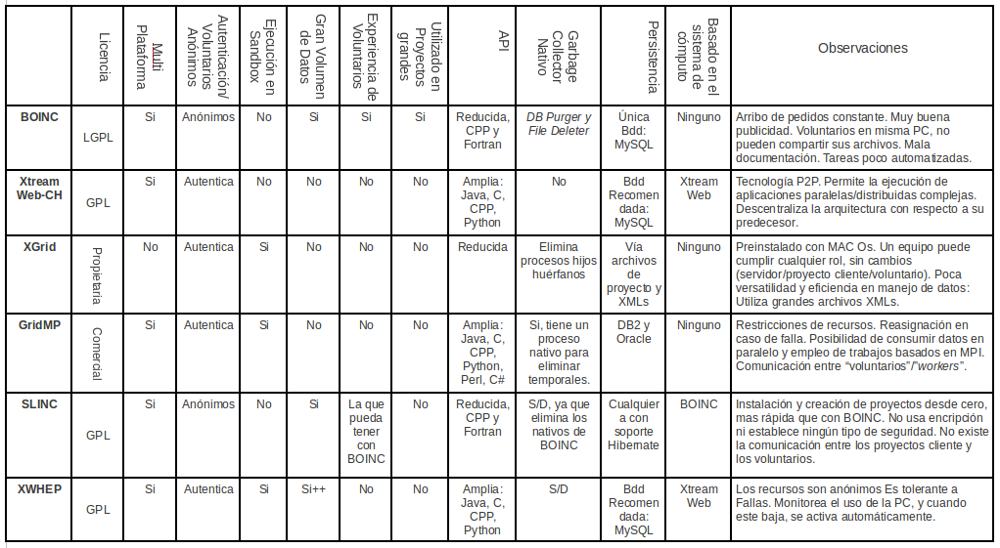 Licencia
Multi
Plataforma
Autenticación/
Voluntarios
Anónimos
Ejecución en
Sandbox
Gran Volumen
de Datos
Experiencia de
Voluntarios
Utilizado en
Proyectos
grandes
API
Garbage
Collector
Nativo
Persistencia
Basado en el
sistema de
cómputo
Observaciones
BOINC
LGPL
Si
Anónimos
No
Si
Si
Si
Reducida,
CPP y
Fortran
DB Purger y
File Deleter
Única
Bdd:
MySQL
Ninguno
Arribo de pedidos constante. Muy buena
publicidad. Voluntarios en misma PC, no
pueden compartir sus archivos. Mala
documentación. Tareas poco automatizadas.
Xtream
Web-CH
GPL
Si
Autentica
No
No
No
No
Amplia:
Java, C,
CPP,
Python
No
Bdd
Recomen
dada:
MySQL
Xtream
Web
Tecnología P2P. Permite la ejecución de
aplicaciones paralelas/distribuidas complejas.
Descentraliza la arquitectura con respecto a su
predecesor.
XGrid
Propietaria
No
Autentica
Si
No
No
No
Reducida
Elimina
procesos hijos
huérfanos
Vía
archivos
de
proyecto y
XMLs
Ninguno
Preinstalado con MAC Os. Un equipo puede
cumplir cualquier rol, sin cambios
(servidor/proyecto cliente/voluntario). Poca
versatilidad y eficiencia en manejo de datos:
Utiliza grandes archivos XMLs.
GridMP
Comercial
Si
Autentica
Si
No
No
No
Amplia:
Java, C,
CPP,
Python,
Perl, C#
Si, tiene un
proceso
nativo para
eliminar
temporales.
DB2 y
Oracle
Ninguno
Restricciones de recursos. Reasignación en
caso de falla. Posibilidad de consumir datos en
paralelo y empleo de trabajos basados en MPI.
Comunicación entre “voluntarios”/”workers”.
SLINC
GPL
Si
Anónimos
No
Si
La que
pueda
tener
con
BOINC
No
Reducida,
CPP y
Fortran
S/D, ya que
elimina los
nativos de
BOINC
Cualquier
a con
soporte
Hibernate
BOINC
Instalación y creación de proyectos desde cero,
mas rápida que con BOINC. No usa encripción
ni establece ningún tipo de seguridad. No existe
la comunicación entre los proyectos cliente y
los voluntarios.
XWHEP
GPL
Si
Autentica
Si
Si++
No
No
Amplia:
Java, C,
CPP,
Python
S/D
Bdd
Recomen
dada:
MySQL
Xtream
Web
Los recursos son anónimos Es tolerante a
Fallas. Monitorea el uso de la PC, y cuando
este baja, se activa automáticamente.